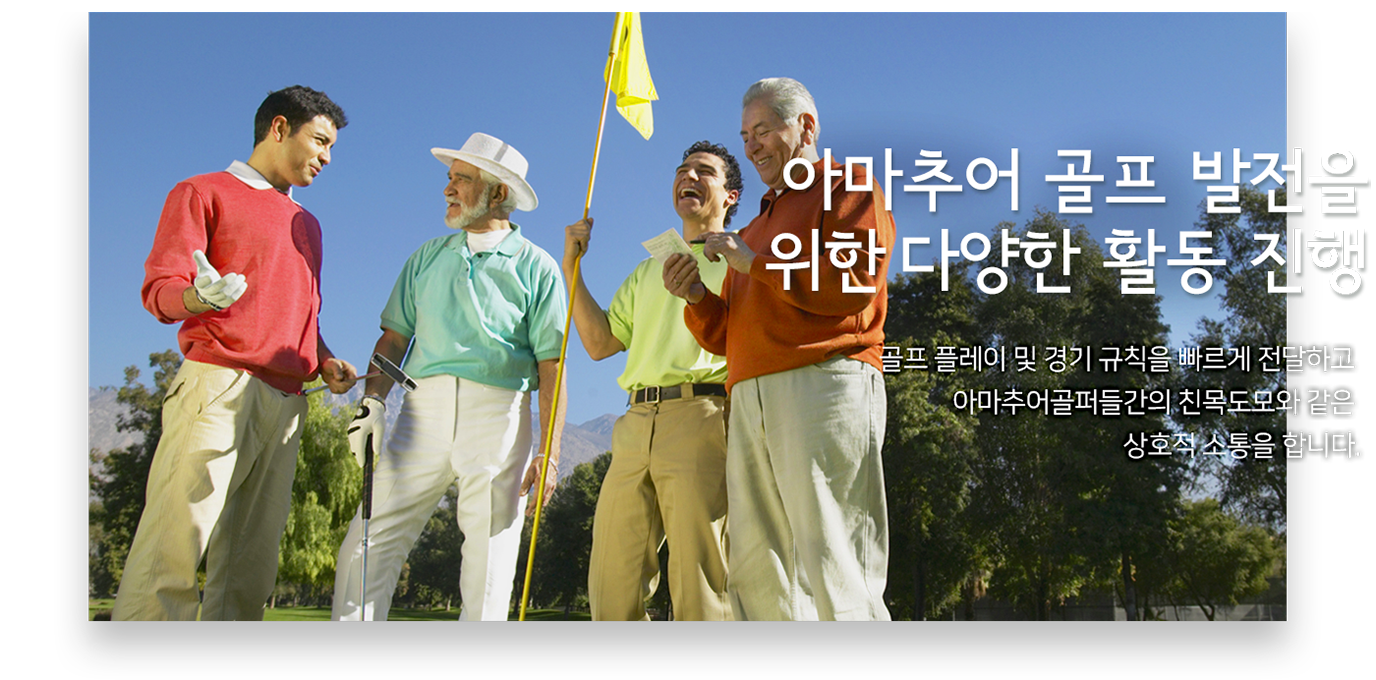 아마추어 골프 발전을
위한 다양한 활동 진행
골프 플레이 및 경기 규칙을 빠르게 전달하고
아마추어골퍼들간의 친목도모와 같은
상호적 소통을 합니다.